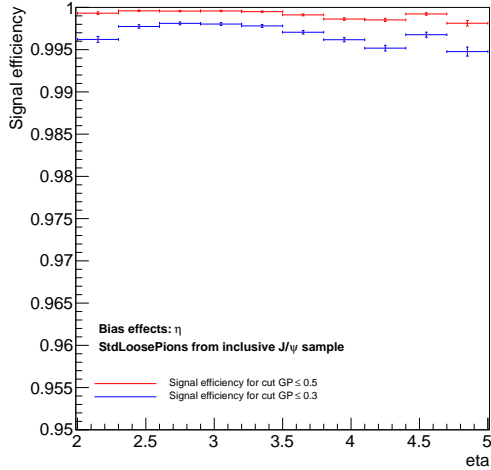 Signal efficiency
1
0.995
0.99
0.985
0.98
0.975
0.97
0.965
0.96
0.955
0.95
Bias effects: η
StdLoosePions from inclusive J/ψ sample
Signal efficiency for cut GP ≤ 0.5
Signal efficiency for cut GP ≤ 0.3
2 2.5 3 3.5 4 4.5 5
eta